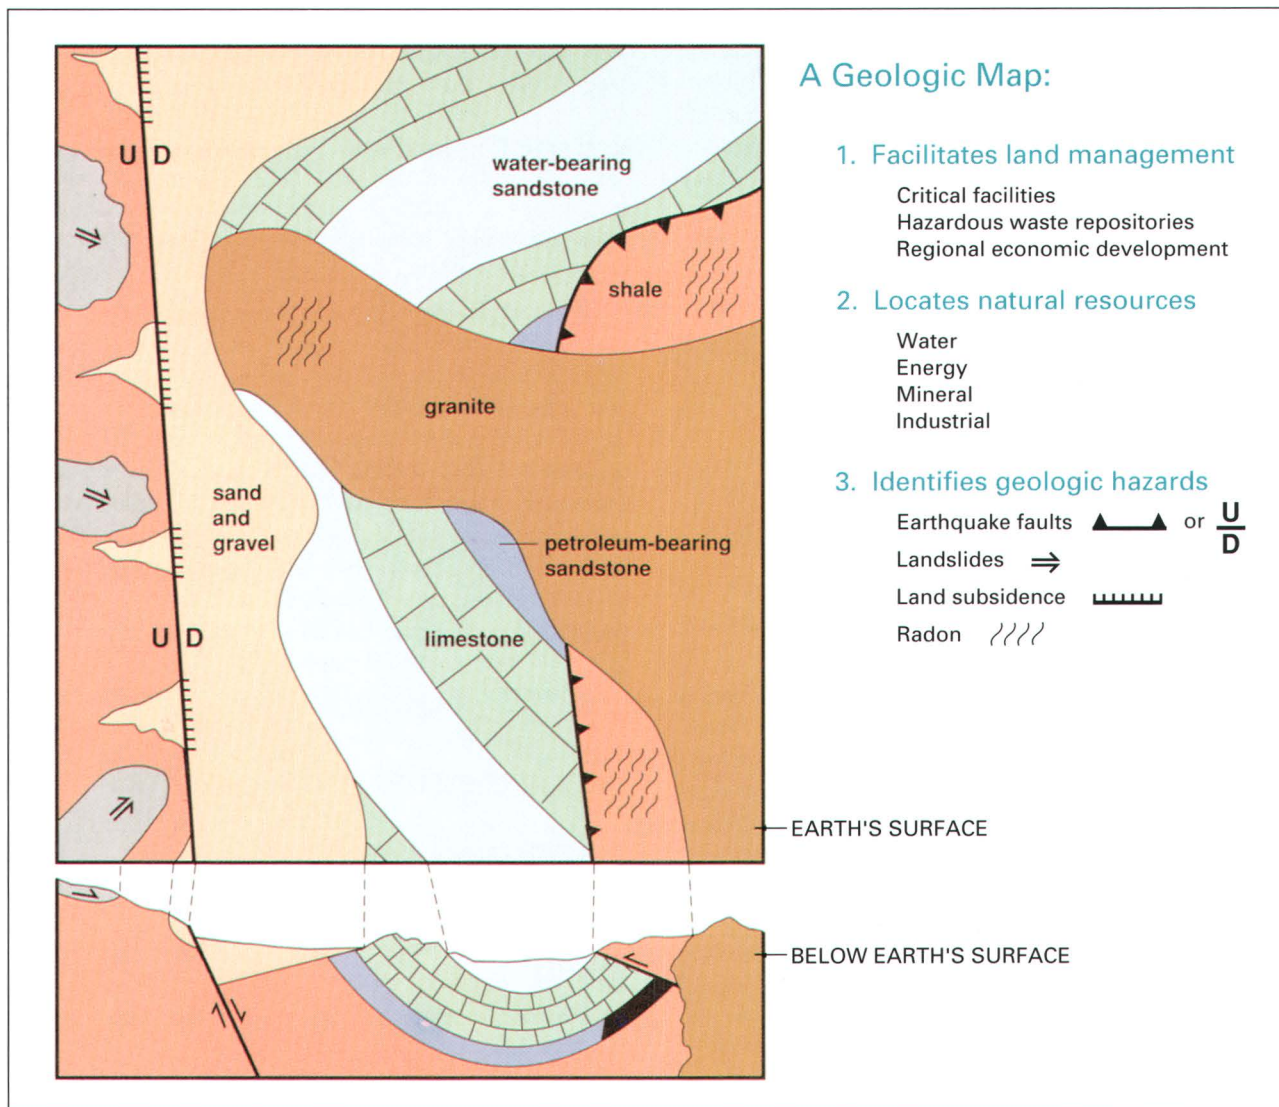 U D
water-bearing
sandstone
shale
granite
sand
and
gravel
petroleum-bearing
sandstone
limestone
U D
EARTH'S SURFACE
BELOW EARTH'S SURFACE
A Geologic Map:
1. Facilitates land management
Critical facilities
Hazardous waste repositories
Regional economic development
2. Locates natural resources
Water
Energy
Mineral
Industrial
3. Identifies geologic hazards
Earthquake faults or U
D
Landslides
Land subsidence
Radon